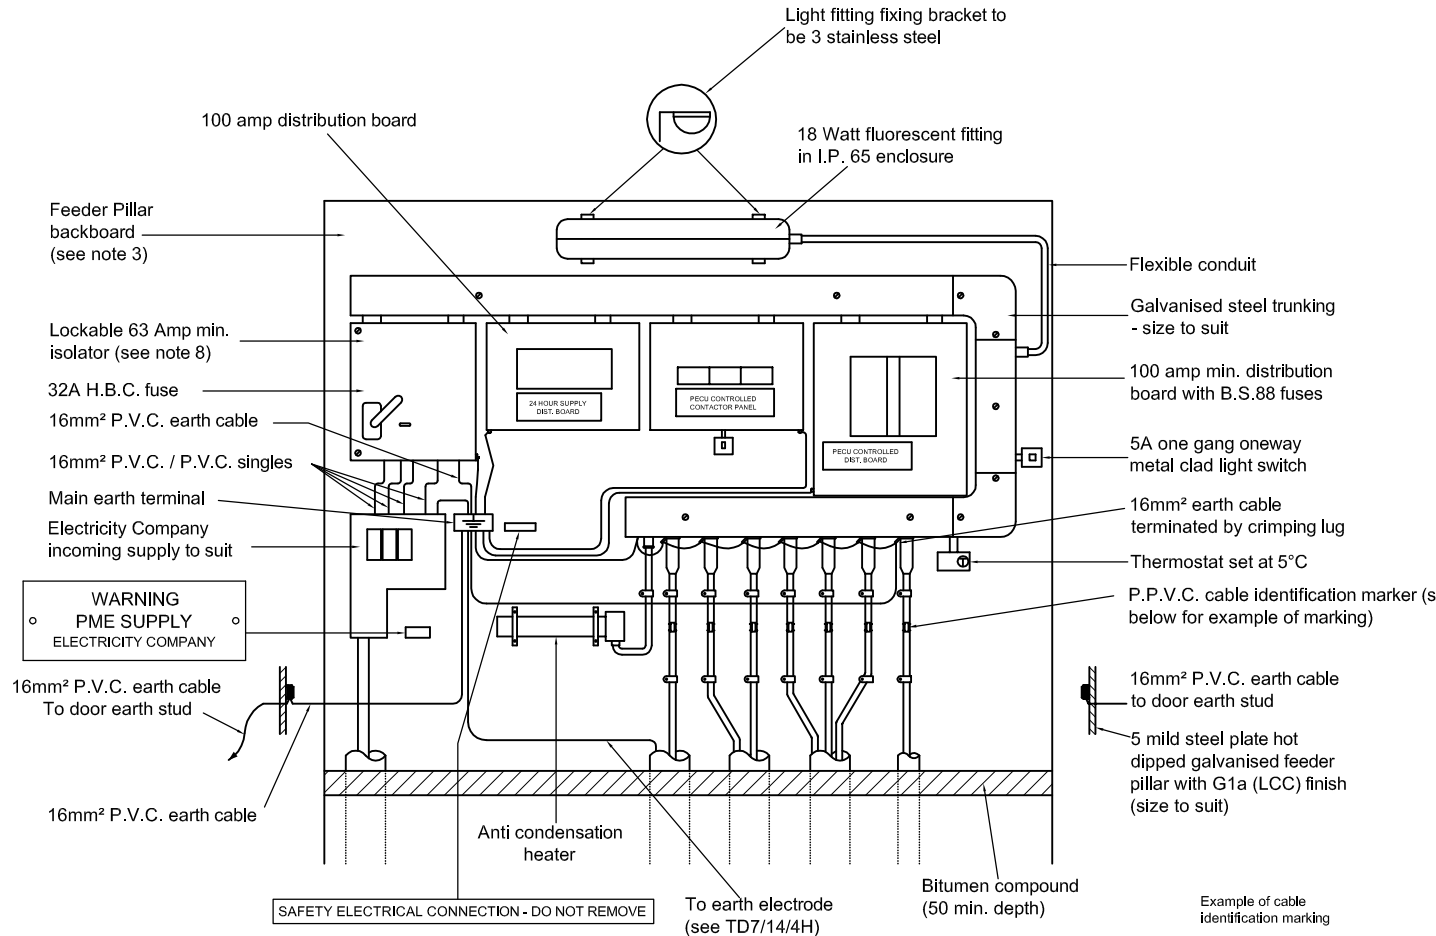 Light fitting fixing bracket to
be 3 stainless steel
100 amp distribution board
18 Watt fluorescent fitting
in I.P. 65 enclosure
Feeder Pillar
backboard
(see note 3)
Flexible conduit
Galvanised steel trunking
- size to suit
Lockable 63 Amp min.
isolator (see note 8)
32A H.B.C. fuse
16mm² P.V.C. earth cable
16mm² P.V.C. / P.V.C. singles
Main earth terminal
Electricity Company
incoming supply to suit
24 HOUR SUPPLY
DIST. BOARD
PECU CONTROLLED
CONTACTOR PANEL
PECU CONTROLLED
DIST, BOARD
100 amp min. distribution
board with B.S.88 fuses
5A one gang oneway
metal clad light switch
16mm² earth cable
terminated by crimping lug
Thermostat set at 5°C
P.P.V.C. cable identification marker (s
below for example of marking)
WARNING
PME SUPPLY
ELECTRICITY COMPANY
16mm² P.V.C. earth cable
To door earth stud
16mm² P.V.C. earth cable
to door earth stud
5 mild steel plate hot
dipped galvanised feeder
pillar with G1a (LCC) finish
(size to suit)
16mm² P.V.C. earth cable
Anti condensation
heater
SAFETY ELECTRICAL CONNECTION - DO NOT REMOVE
To earth electrode
(see TD7/14/4H)
Bitumen compound
(50 min. depth)
Example of cable
identification marking